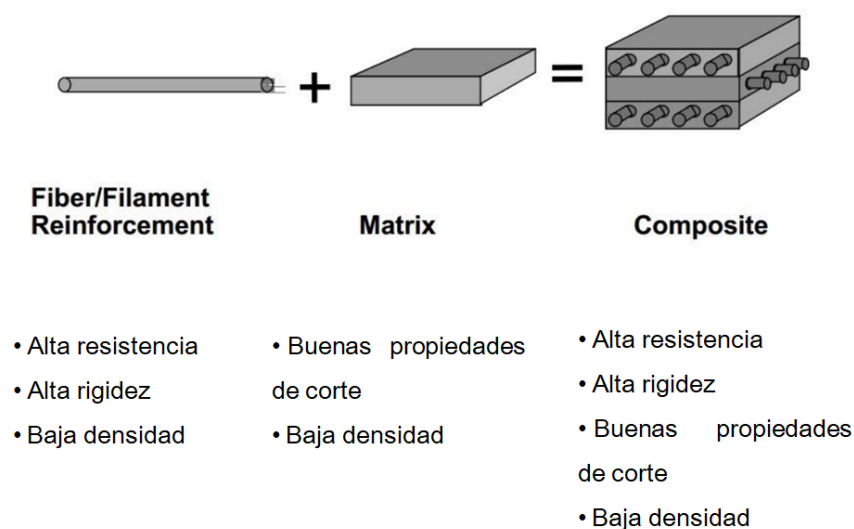 +
=
Fiber/Filament
Reinforcement
Matrix
Composite
• Alta resistencia
• Alta rigidez
• Baja densidad
• Buenas propiedades
de corte
• Baja densidad
• Alta resistencia
• Alta rigidez
• Buenas propiedades
de corte
• Baja densidad